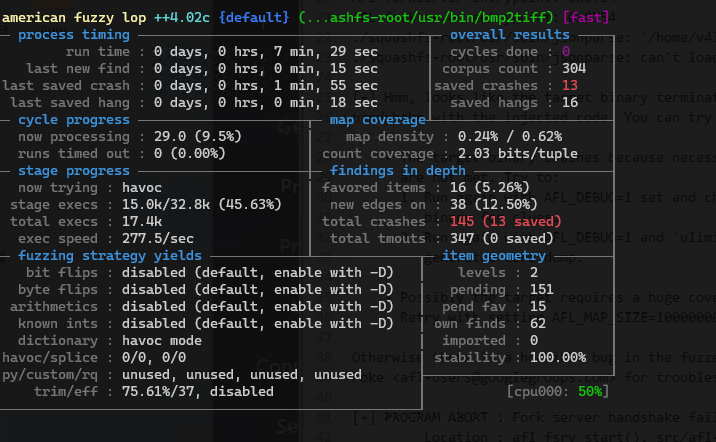 american fuzzy lop ++4.02c {default} (...ashfs-root/usr/bin/bmp2tiff) [fast]
process timing
overall results
run time : 0 days, 0 hrs, 7 min, 29 sec
cycles done : 0
last new find : 0 days, 0 hrs, 0 min, 15 sec
corpus count : 304
last saved crash : 0 days, 0 hrs, 1 min, 55 sec
saved crashes : 13
last saved hang : 0 days, 0 hrs, 0 min, 18 sec
saved hangs : 16
cycle progress
map coverage
now processing : 29.0 (9.5%)
map density : 0.24% / 0.62%
runs timed out : 0 (0.00%)
count coverage : 2.03 bits/tuple
stage progress
findings in depth
now trying : havoc
favored items : 16 (5.26%)
stage execs : 15.0k/32.8k (45.63%)
new edges on : 38 (12.50%)
total execs : 17.4k
total crashes : 145 (13 saved)
exec speed : 277.5/sec
total tmouts : 347 (0 saved)
fuzzing strategy yields
item geometry
bit flips : disabled (default, enable with -D)
levels : 2
byte flips : disabled (default, enable with -D)
pending : 151
arithmetics : disabled (default, enable with -D)
pend fav : 15
known ints : disabled (default, enable with -D)
own finds : 62
dictionary : havoc mode
imported : 0
havoc/splice : 0/0, 0/0
stability : 100.00%
py/custom/rq : unused, unused, unused, unused
trim/eff : 75.61%/37, disabled
[cpu000: 50%]